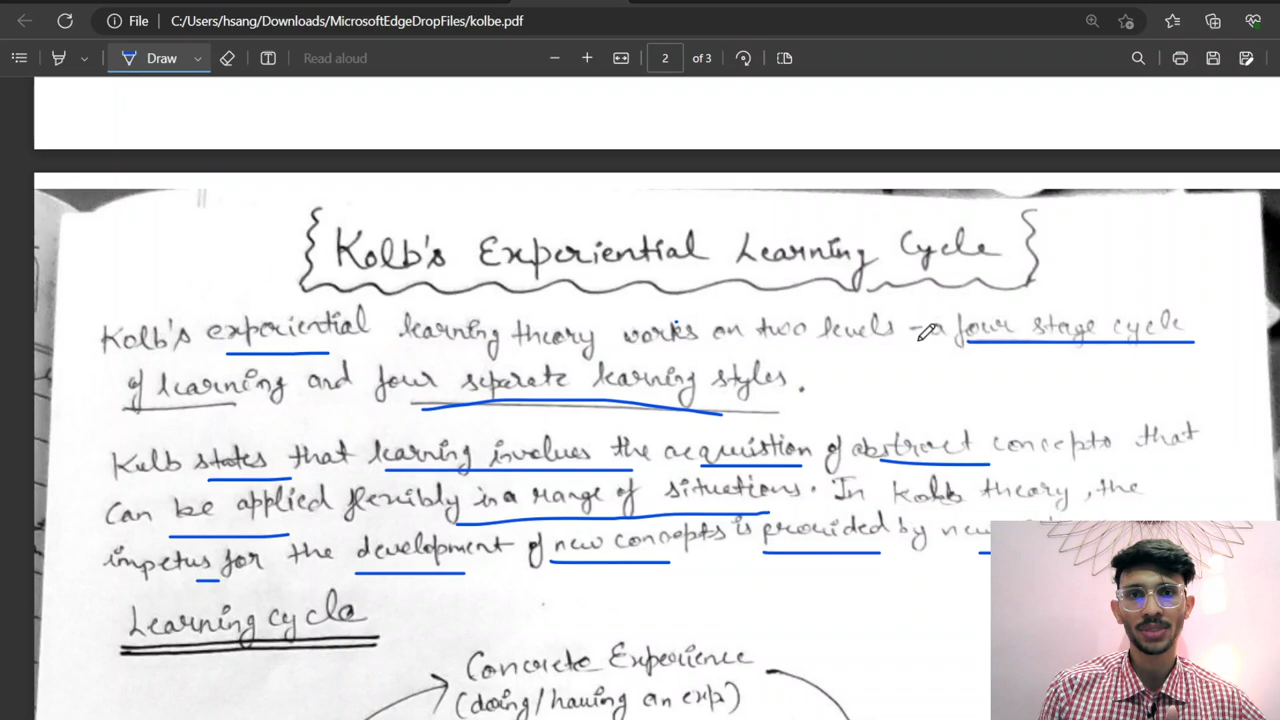 File C:/Users/hsang/Downloads/MicrosoftEdgeDropFiles/kolbe.pdf
Draw Read aloud 2 of 3
Kolb's Experiential Learning Cycle
Kolb's experiential learning theory works on two levels - a four stage cycle
of learning and four separate learning styles.
Kolb states that learning involves the acquistion of abstract concepts that
can be applied flexibly in a range of situations. In Kolb theory, the
impetus for the development of new concepts is provided by new
Learning cycle
Concrete Experience
(doing/having an exp)